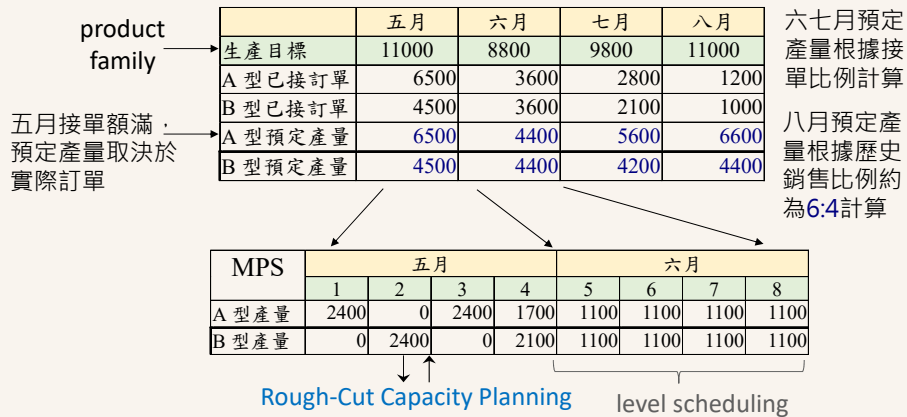 product
family
五月 六月 七月 八月
生產目標 11000 8800 9800 11000
A 型已接訂單 6500 3600 2800 1200
B 型已接訂單 4500 3600 2100 1000
A 型預定產量 6500 4400 5600 6600
B 型預定產量 4500 4400 4200 4400
五月接單額滿，
預定產量取決於
實際訂單
六七月預定
產量根據接
單比例計算
八月預定產
量根據歷史
銷售比例約
為6:4計算
MPS 五月 六月
1 2 3 4 5 6 7 8
A 型產量 2400 0 2400 1700 1100 1100 1100 1100
B 型產量 0 2400 0 2100 1100 1100 1100 1100
Rough-Cut Capacity Planning
level scheduling